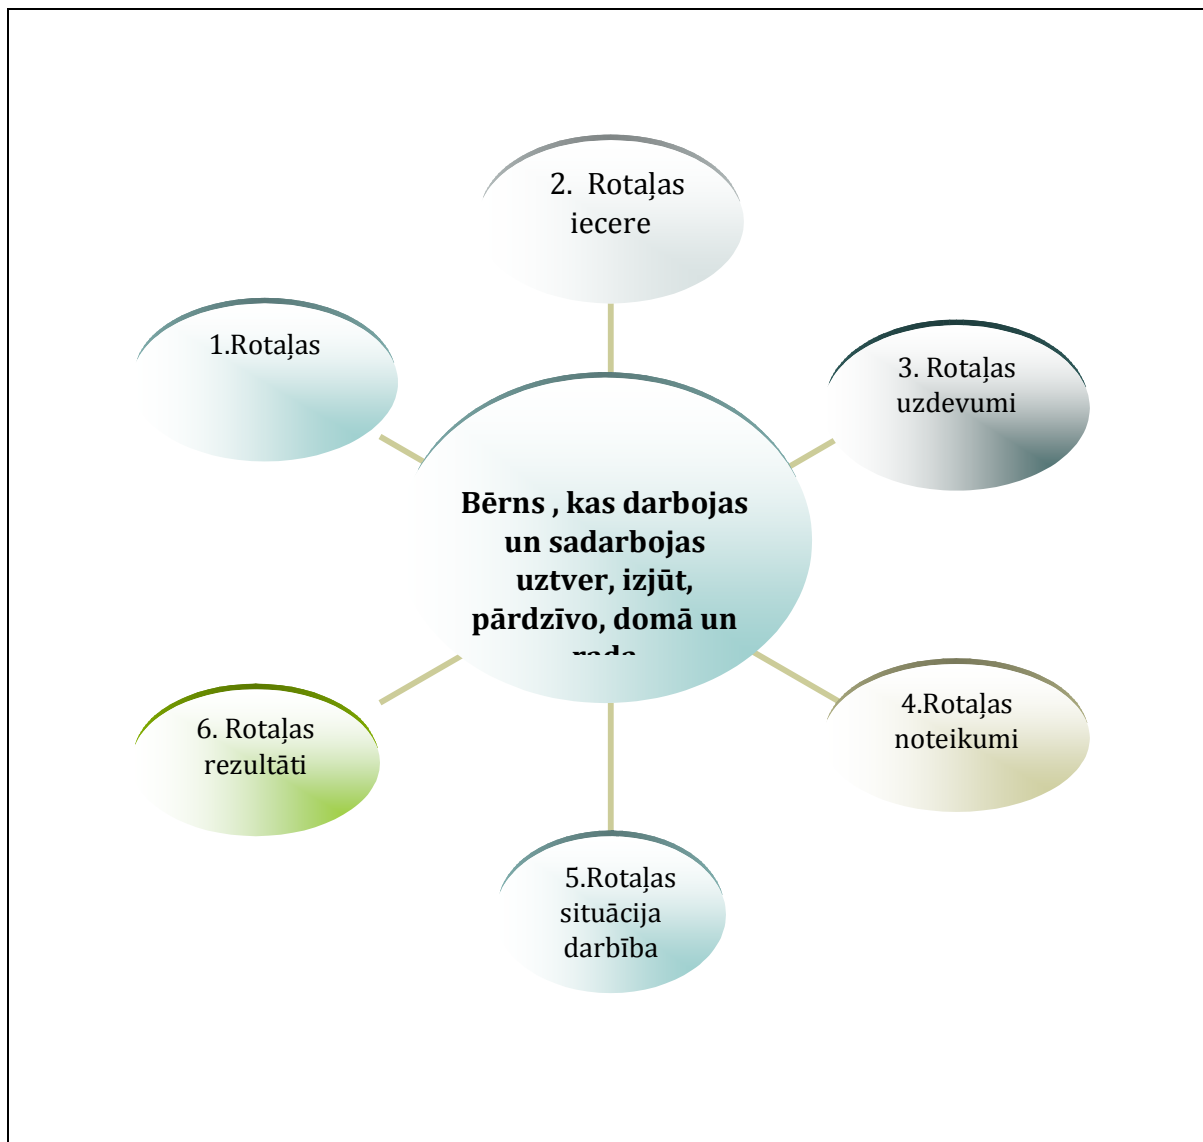 2. Rotaļas
iecere
1.Rotaļas
3. Rotaļas
uzdevumi
Bērns , kas darbojas
un sadarbojas
uztver, izjūt,
pārdzīvo, domā un
4.Rotaļas
noteikumi
6. Rotaļas
rezultāti
5.Rotaļas
situācija
darbība